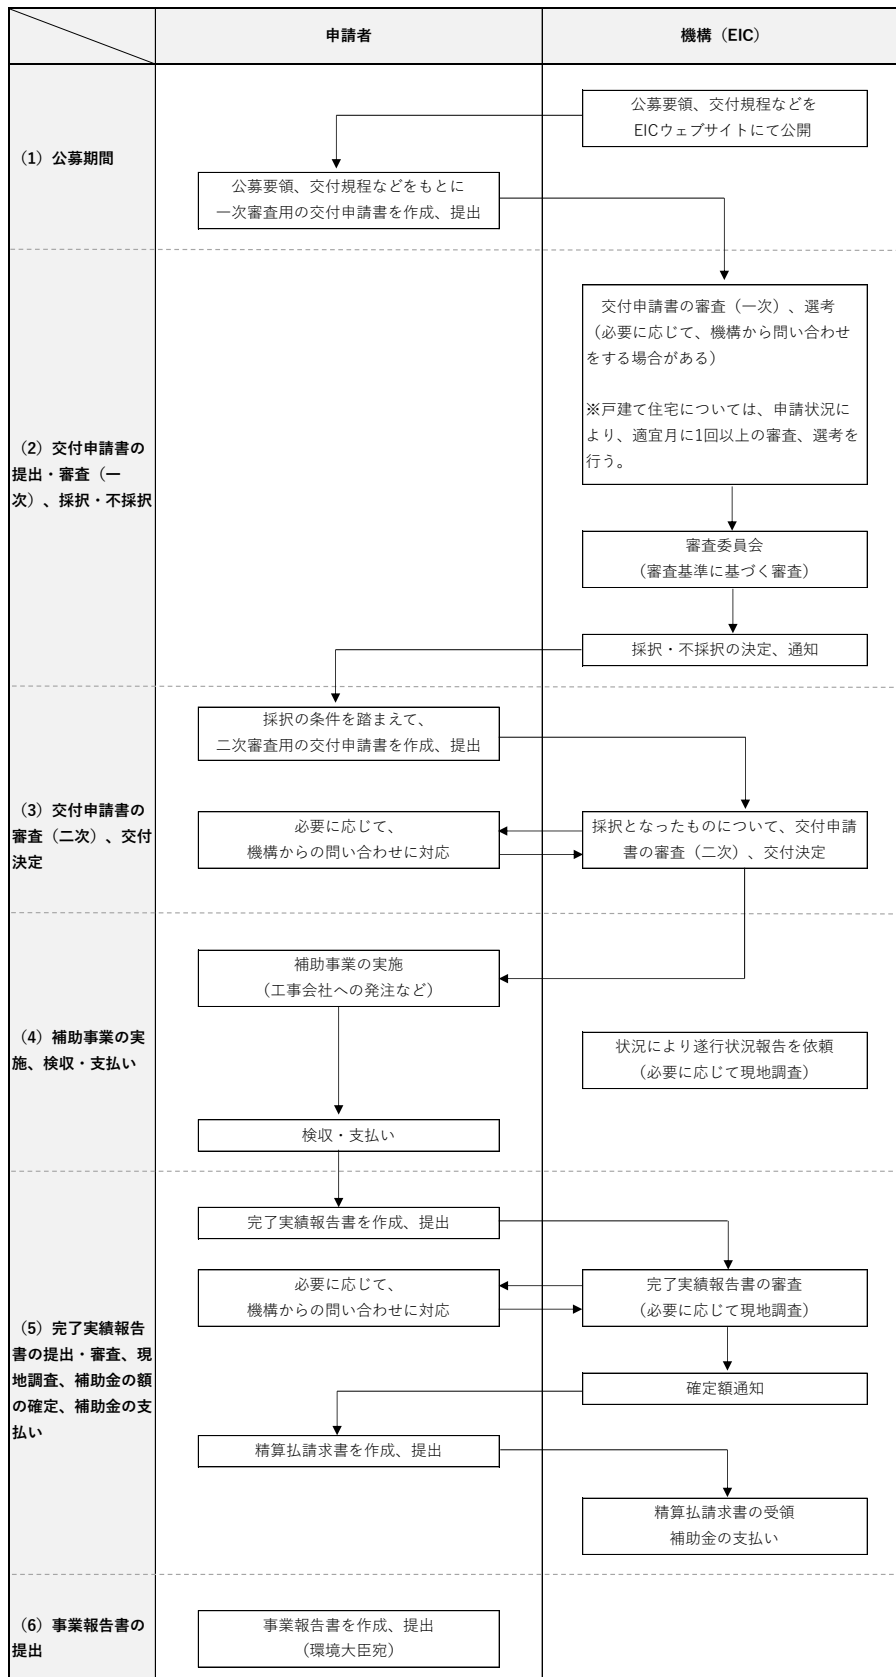 申請者
機構（EIC）
（1）公募期間
公募要領、交付規程などを
EICウェブサイトにて公開
公募要領、交付規程などをもとに
一次審査用の交付申請書を作成、提出
（2）交付申請書の
提出・審査（一
次）、採択・不採択
交付申請書の審査（一次）、選考
（必要に応じて、機構から問い合わせ
をする場合がある）
※戸建て住宅については、申請状況に
より、適宜月に1回以上の審査、選考を
行う。
審査委員会
（審査基準に基づく審査）
採択・不採択の決定、通知
（3）交付申請書の
審査（二次）、交付
決定
採択の条件を踏まえて、
二次審査用の交付申請書を作成、提出
必要に応じて、
機構からの問い合わせに対応
採択となったものについて、交付申請
書の審査（二次）、交付決定
（4）補助事業の実
施、検収・支払い
補助事業の実施
（工事会社への発注など）
状況により遂行状況報告を依頼
（必要に応じて現地調査）
検収・支払い
（5）完了実績報告
書の提出・審査、現
地調査、補助金の額
の確定、補助金の支
払い
完了実績報告書を作成、提出
必要に応じて、
機構からの問い合わせに対応
完了実績報告書の審査
（必要に応じて現地調査）
確定額通知
精算払請求書を作成、提出
精算払請求書の受領
補助金の支払い
（6）事業報告書の
提出
事業報告書を作成、提出
（環境大臣宛）